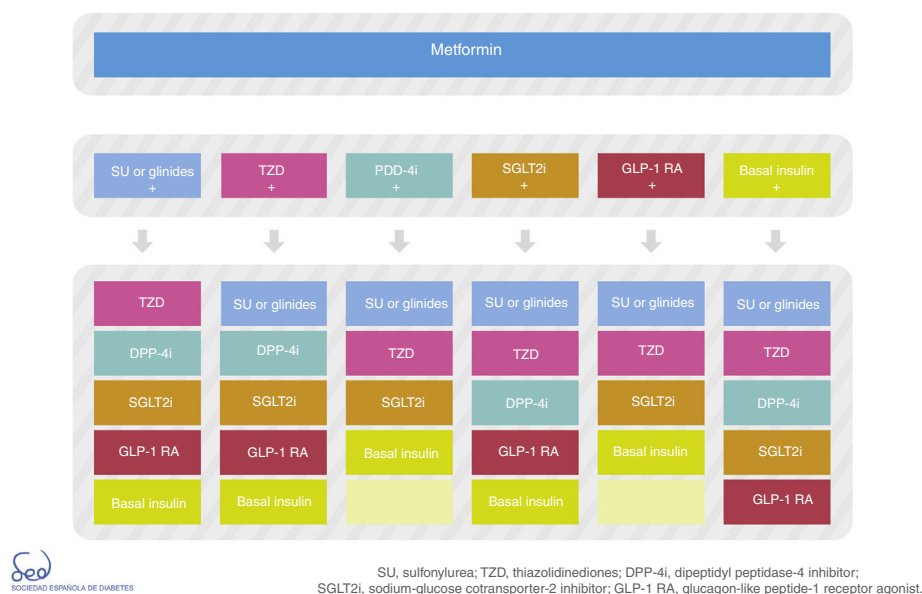 Metformin
SU or glinides
+
TZD
+
PDD-4i
+
SGLT2i
+
GLP-1 RA
+
Basal insulin
+
TZD
DPP-4i
SGLT2i
GLP-1 RA
Basal insulin
SU or glinides
DPP-4i
SGLT2i
GLP-1 RA
Basal insulin
SU or glinides
TZD
SGLT2i
Basal insulin
SU or glinides
TZD
DPP-4i
GLP-1 RA
Basal insulin
SU or glinides
TZD
SGLT2i
Basal insulin
SU or glinides
TZD
DPP-4i
SGLT2i
GLP-1 RA
Sed
SOCIEDAD ESPAÑOLA DE DIABETES
SU, sulfonylurea; TZD, thiazolidinediones; DPP-4i, dipeptidyl peptidase-4 inhibitor;
SGLT2i, sodium-glucose cotransporter-2 inhibitor; GLP-1 RA, glucagon-like peptide-1 receptor agonist.